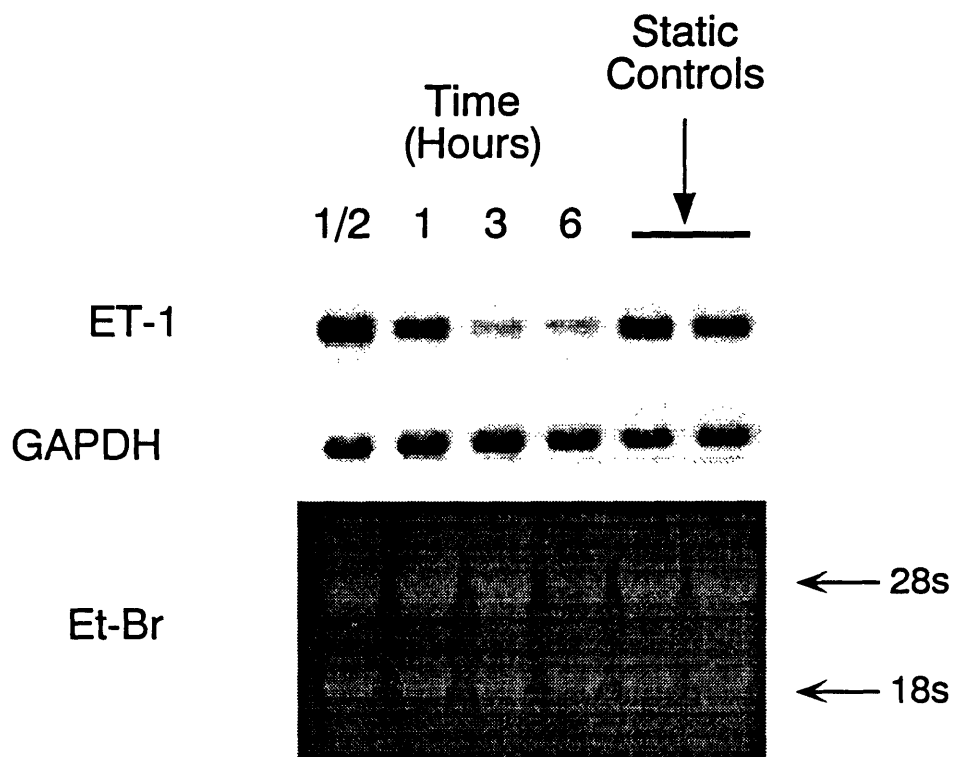 Static
Controls
Time
(Hours)
1/2 1 3 6
ET-1
GAPDH
Et-Br
28s
18s